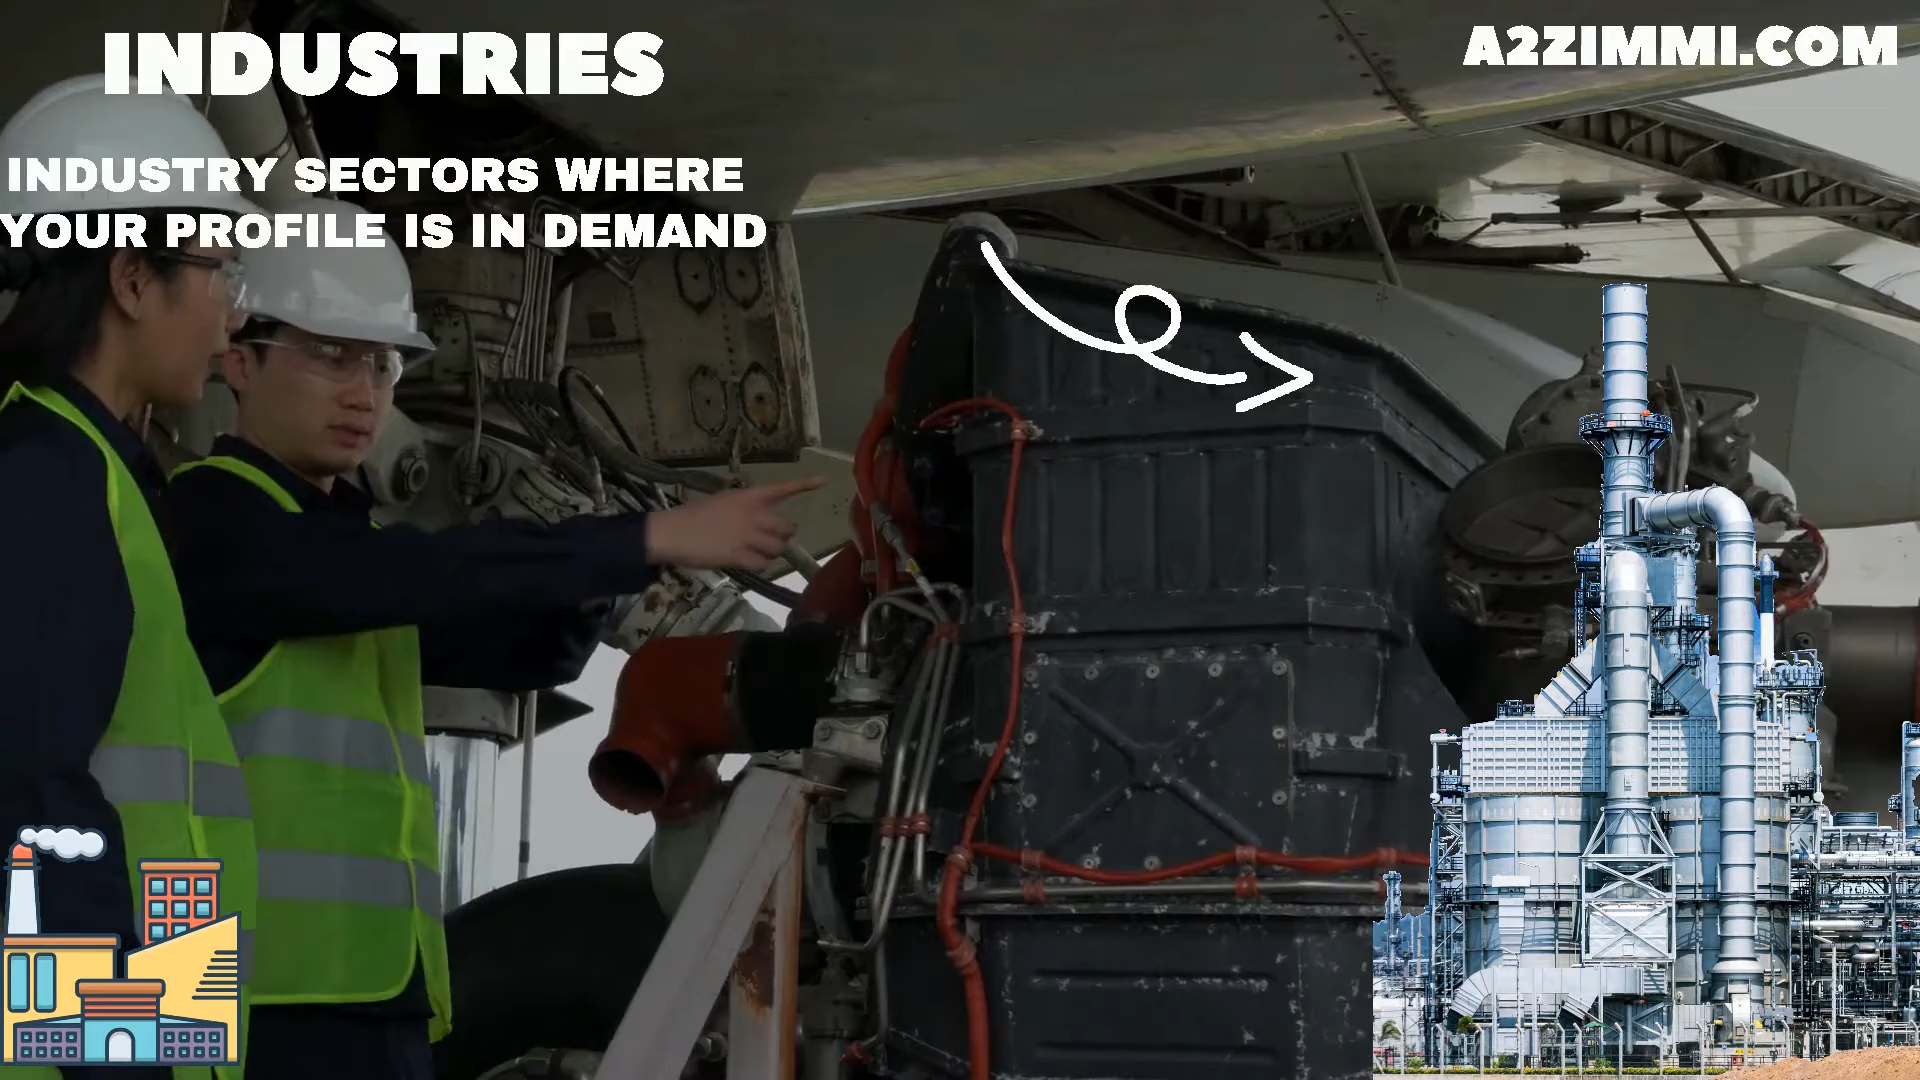 INDUSTRIES
A2ZIMMI.COM
INDUSTRY SECTORS WHERE
YOUR PROFILE IS IN DEMAND